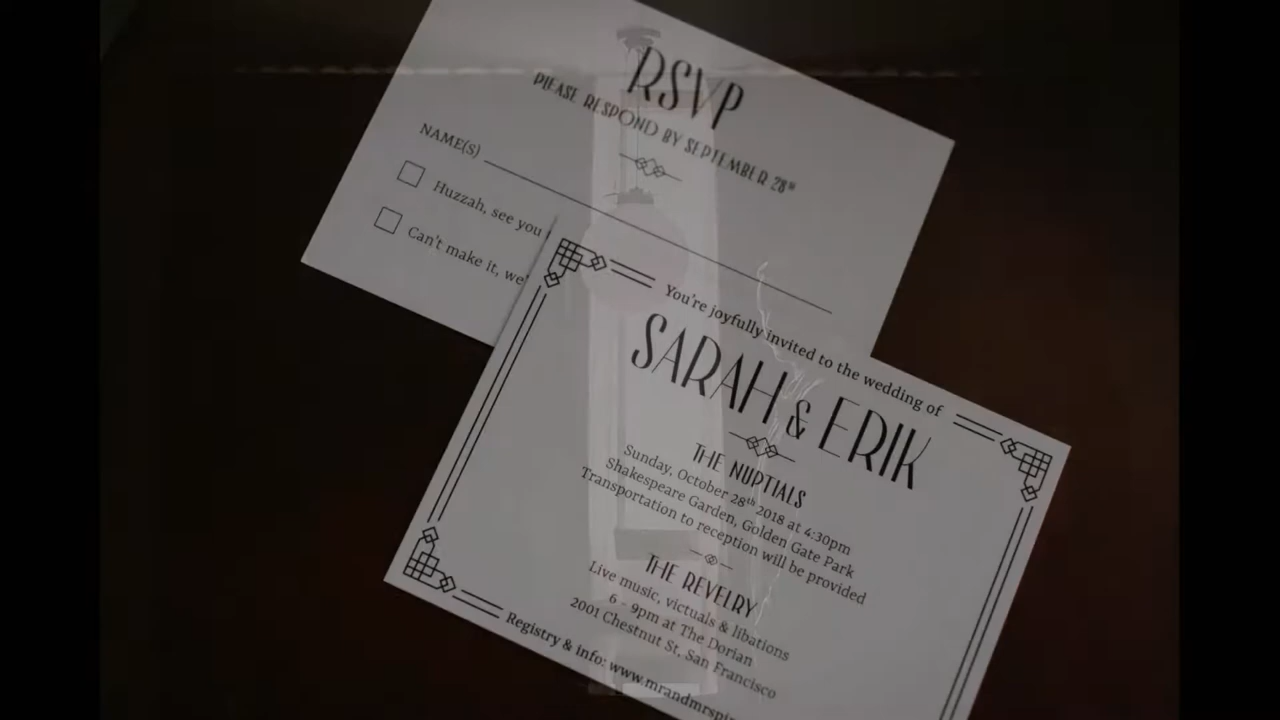 RSVP
PLEASE RESPOND BY SEPTEMBER 28th
NAME(S)
Huzzah, see you
Can't make it, we'
You're joyfully invited to the wedding of
SARAH & ERIK
THE NUPTIALS
Sunday, October 28th 2018 at 4:30pm
Shakespeare Garden, Golden Gate Park
Transportation to reception will be provided
THE REVELRY
Live music, victuals & libations
6 - 9pm at The Dorian
2001 Chestnut St, San Francisco
Registry & info: www.mrandmrspi